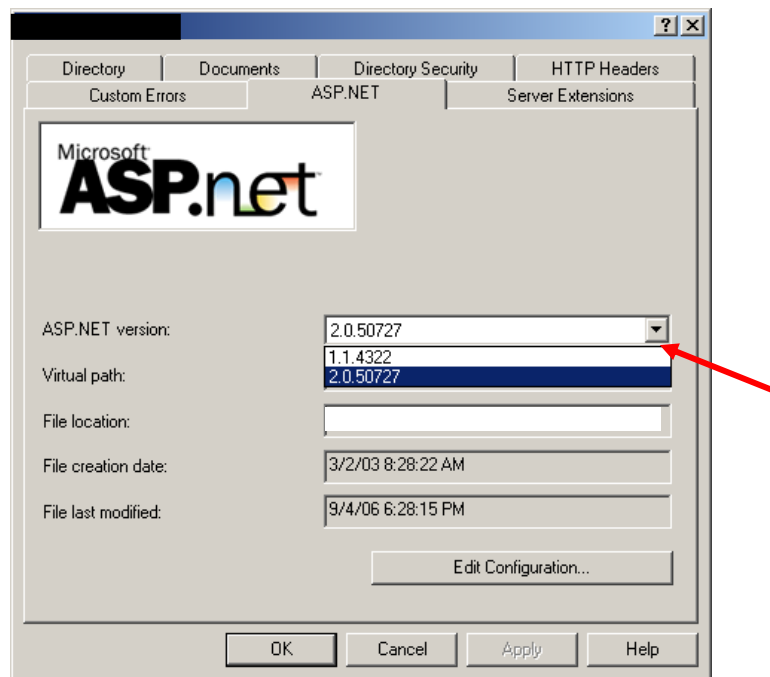 Directory Documents Directory Security HTTP Headers
Custom Errors ASP.NET Server Extensions
Microsoft
ASP.net
ASP.NET version: 2.0.50727
1.1.4322
Virtual path: 2.0.50727
File location:
File creation date: 3/2/03 8:28:22 AM
File last modified: 9/4/06 6:28:15 PM
Edit Configuration...
OK Cancel Apply Help